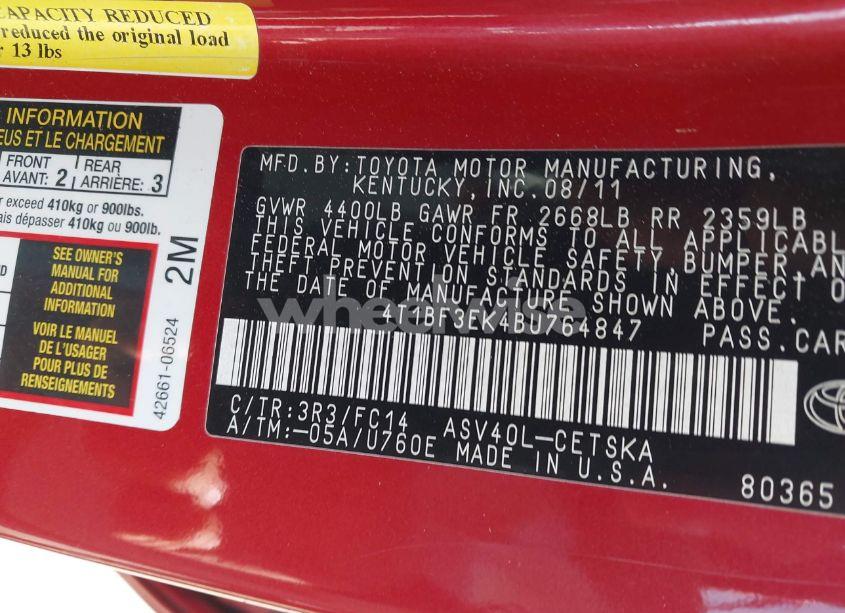 CAPACITY REDUCED
reduced the original load
r 13 lbs
INFORMATION
EUS ET LE CHARGEMENT
FRONT
AVANT: 2
REAR
ARRIÈRE: 3
r exceed 410kg or 900lbs.
ais dépasser 410kg ou 900lb.
SEE OWNER'S
MANUAL FOR
ADDITIONAL
INFORMATION
VOIR LE MANUEL
DE L'USAGER
POUR PLUS DE
RENSEIGNEMENTS
2M
42661-06524
MFD.BY:TOYOTA MOTOR MANUFACTURING,
KENTUCKY,INC.08/11
GVWR 4400LB GAWR FR 2668LB RR 2359LB
THIS VEHICLE CONFORMS TO ALL APPLICABL
FEDERAL MOTOR VEHICLE SAFETY,BUMPER,AN
THEFT PREVENTION STANDARDS IN EFFECT O
THE DATE OF MANUFACTURE SHOWN ABOVE.
4T1BF3EK4BU764847 PASS.CAR
C/TR:3R3/FC14 ASV40L-CETSKA
A/TM:-05A/U760E MADE IN U.S.A.
80365
wheelwise